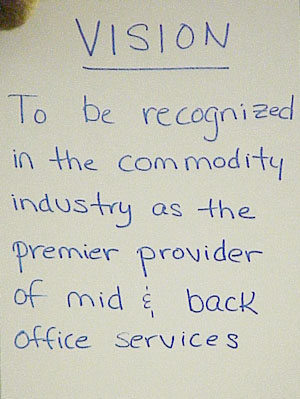 VISION
To be recognized
in the commodity
industry as the
premier provider
of mid & back
office services